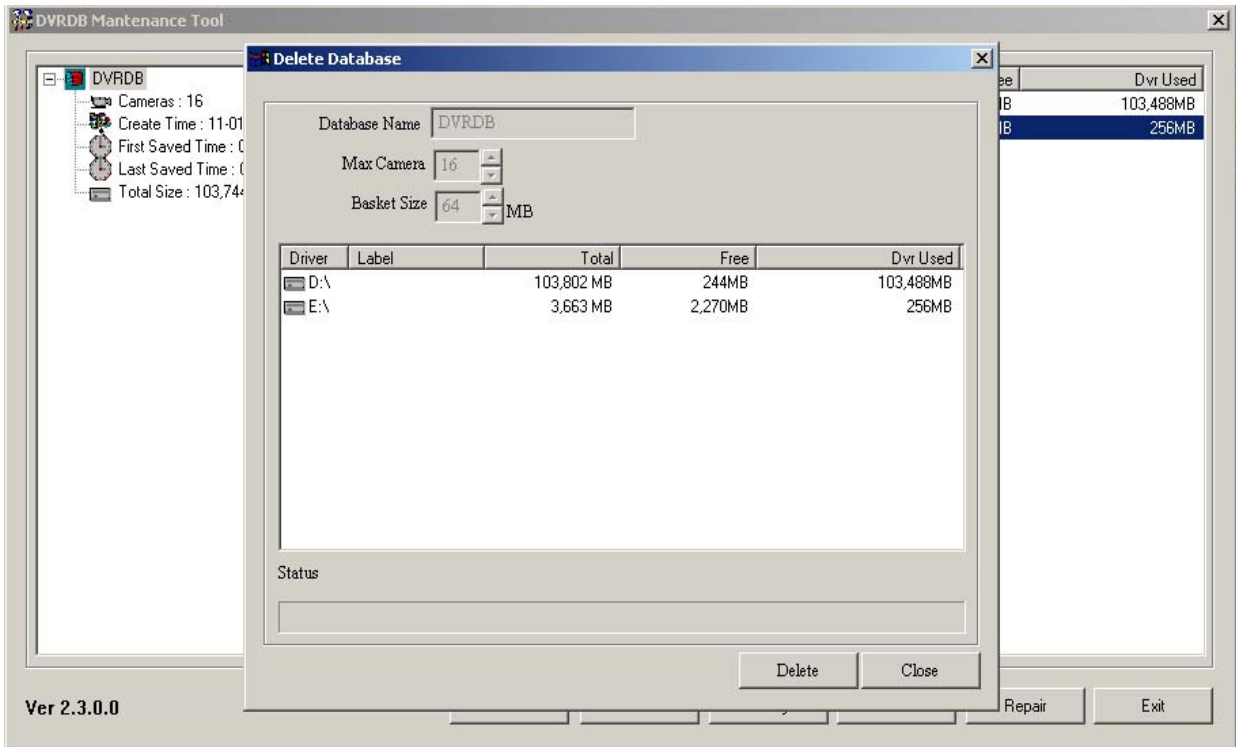 DVRDB Mantenance Tool
Delete Database
DVRDB
Cameras : 16
Create Time : 11-01
First Saved Time :
Last Saved Time :
Total Size : 103,744
Dvr Used
103,488MB
256MB
Database Name DVRDB
Max Camera 16
Basket Size 64 MB
Driver Label Total Free Dvr Used
D:\ 103,802 MB 244MB 103,488MB
E:\ 3,663 MB 2,270MB 256MB
Status
Delete Close
Ver 2.3.0.0
Repair Exit